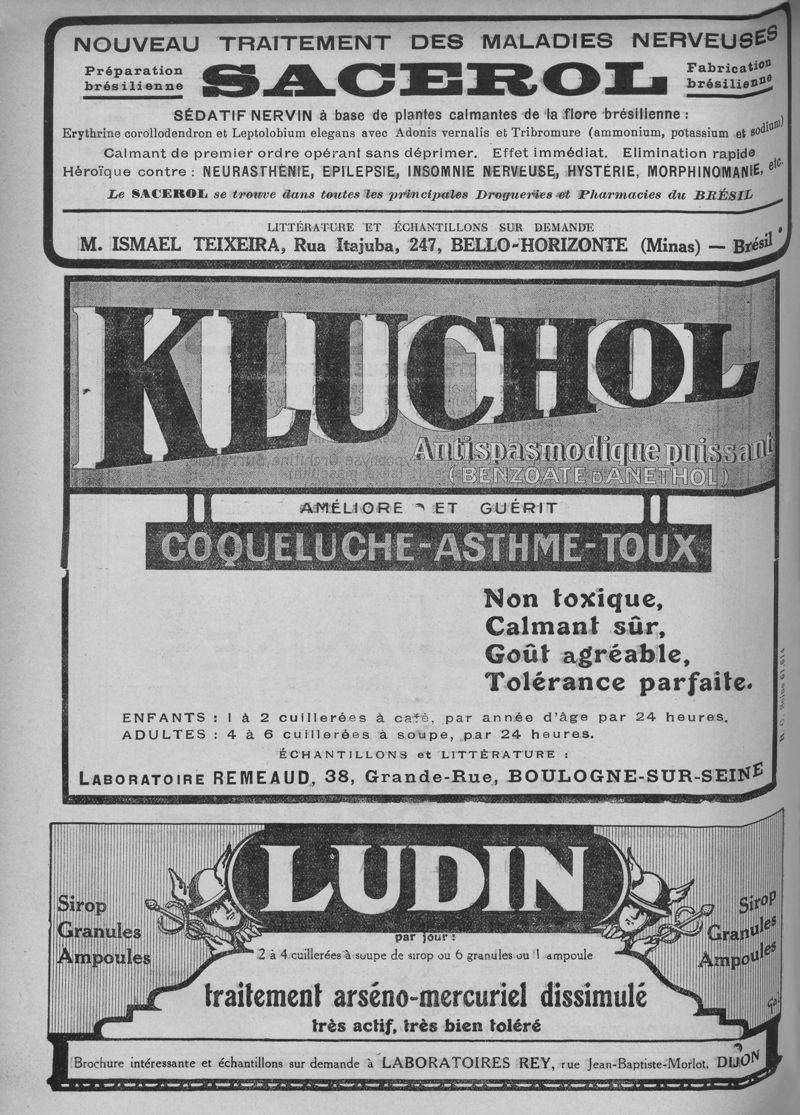 NOUVEAU TRAITEMENT DES MALADIES NERVEUSES
Préparation brésilienne
SACEROL
Fabrication brésilienne
SÉDATIF NERVIN à base de plantes calmantes de la flore brésilienne :
Erythrine corollodendron et Leptolobium elegans avec Adonis vernalis et Tribromure (ammonium, potassium et sodium)
Calmant de premier ordre opérant sans déprimer. Effet immédiat. Elimination rapide
Héroïque contre : NEURASTHÉNIE, EPILEPSIE, INSOMNIE NERVEUSE, HYSTÉRIE, MORPHINOMANIE, etc.
Le SACEROL se trouve dans toutes les principales Drogueries et Pharmacies du BRÉSIL
LITTÉRATURE ET ÉCHANTILLONS SUR DEMANDE
M. ISMAEL TEIXEIRA, Rua Itajuba, 247, BELLO-HORIZONTE (Minas) — Brésil
KLUCHOL
Antispasmodique puissant
(BENZOATE D'ANETHOL)
AMÉLIORE ET GUÉRIT
COQUELUCHE-ASTHME-TOUX
Non toxique,
Calmant sûr,
Goût agréable,
Tolérance parfaite.
ENFANTS : 1 à 2 cuillerées à café, par année d'âge par 24 heures.
ADULTES : 4 à 6 cuillerées à soupe, par 24 heures.
ÉCHANTILLONS et LITTÉRATURE :
LABORATOIRE REMEAUD, 38, Grande-Rue, BOULOGNE-SUR-SEINE
R. C. Seine 61.614
LUDIN
Sirop
Granules
Ampoules
Sirop
Granules
Ampoules
par jour :
2 à 4 cuillerées à soupe de sirop ou 6 granules ou 1 ampoule
traitement arséno-mercuriel dissimulé
très actif, très bien toléré
Brochure intéressante et échantillons sur demande à LABORATOIRES REY, rue Jean-Baptiste-Morlot, DIJON